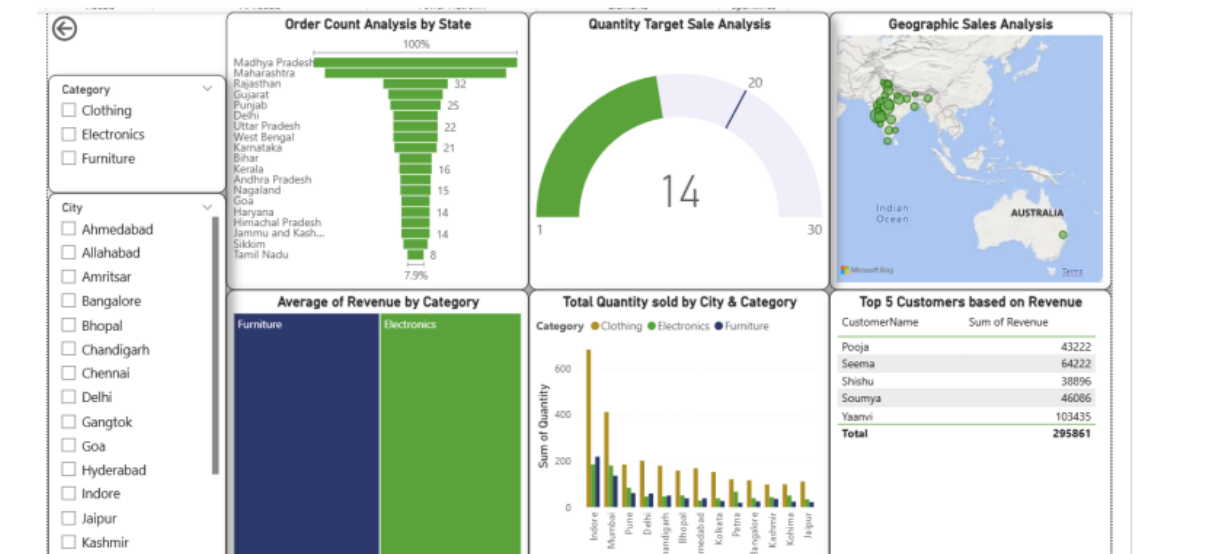 Category
Clothing
Electronics
Furniture
City
Ahmedabad
Allahabad
Amritsar
Bangalore
Bhopal
Chandigarh
Chennai
Delhi
Gangtok
Goa
Hyderabad
Indore
Jaipur
Kashmir
Order Count Analysis by State
100%
Madhya Pradesh
Maharashtra
Rajasthan 32
Gujarat
Punjab 25
Delhi
Uttar Pradesh 22
West Bengal
Karnataka 21
Bihar
Kerala 16
Andhra Pradesh
Nagaland 15
Goa
Haryana 14
Himachal Pradesh
Jammu and Kash... 14
Sikkim
Tamil Nadu 8
7.9%
Quantity Target Sale Analysis
20
14
1
30
Geographic Sales Analysis
Indian
Ocean
AUSTRALIA
Microsoft Bing
Terms
Average of Revenue by Category
Furniture
Electronics
Total Quantity sold by City & Category
Category Clothing Electronics Furniture
Sum of Quantity
600
400
200
0
Indore
Mumbai
Pune
Delhi
handigarh
Bhopal
medabad
Kolkata
Patna
Kashmir
Kohima
Jaipur
Top 5 Customers based on Revenue
CustomerName Sum of Revenue
Pooja 43222
Seema 64222
Shishu 38896
Soumya 46086
Yaanvi 103435
Total 295861